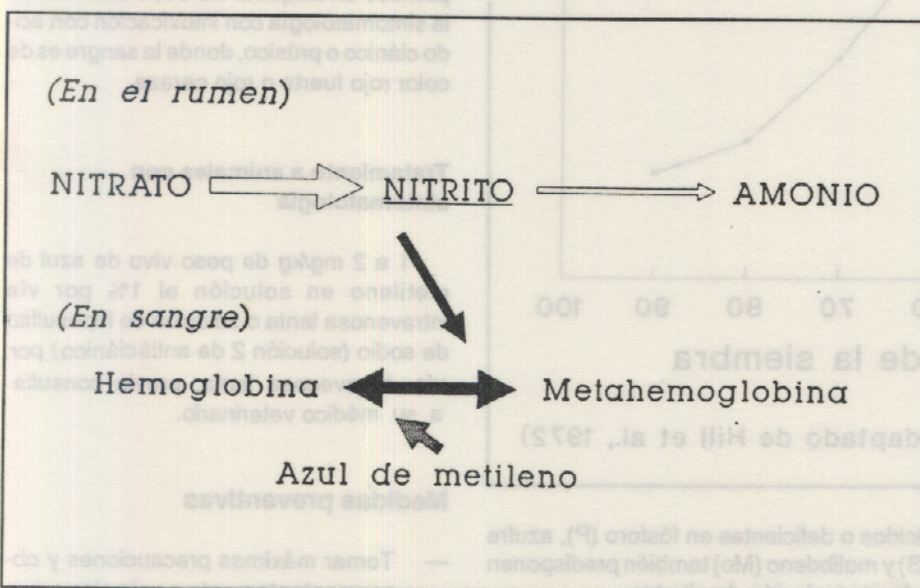 (En el rumen)
NITRATO NITRITO AMONIO
(En sangre)
Hemoglobina Metahemoglobina
Azul de metileno